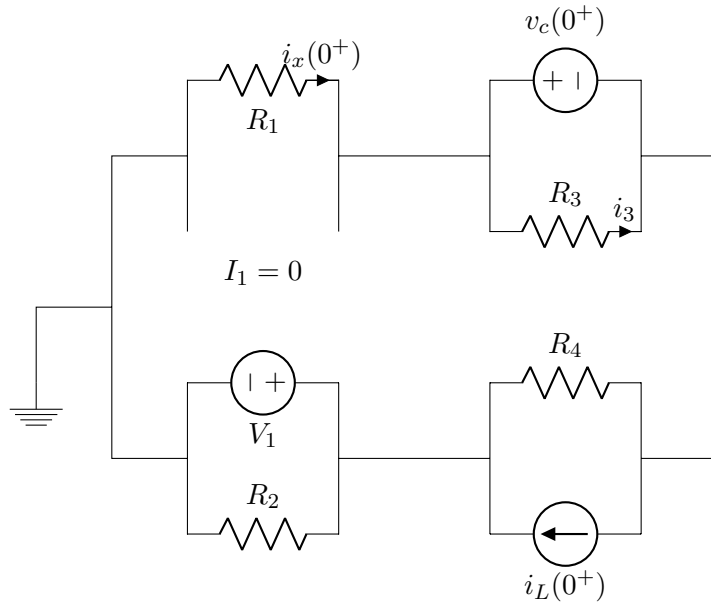 v_c(0^+)
i_x(0^+)
+ −
R_1
R_3
i_3
I_1 = 0
R_4
− +
V_1
R_2
i_L(0^+)